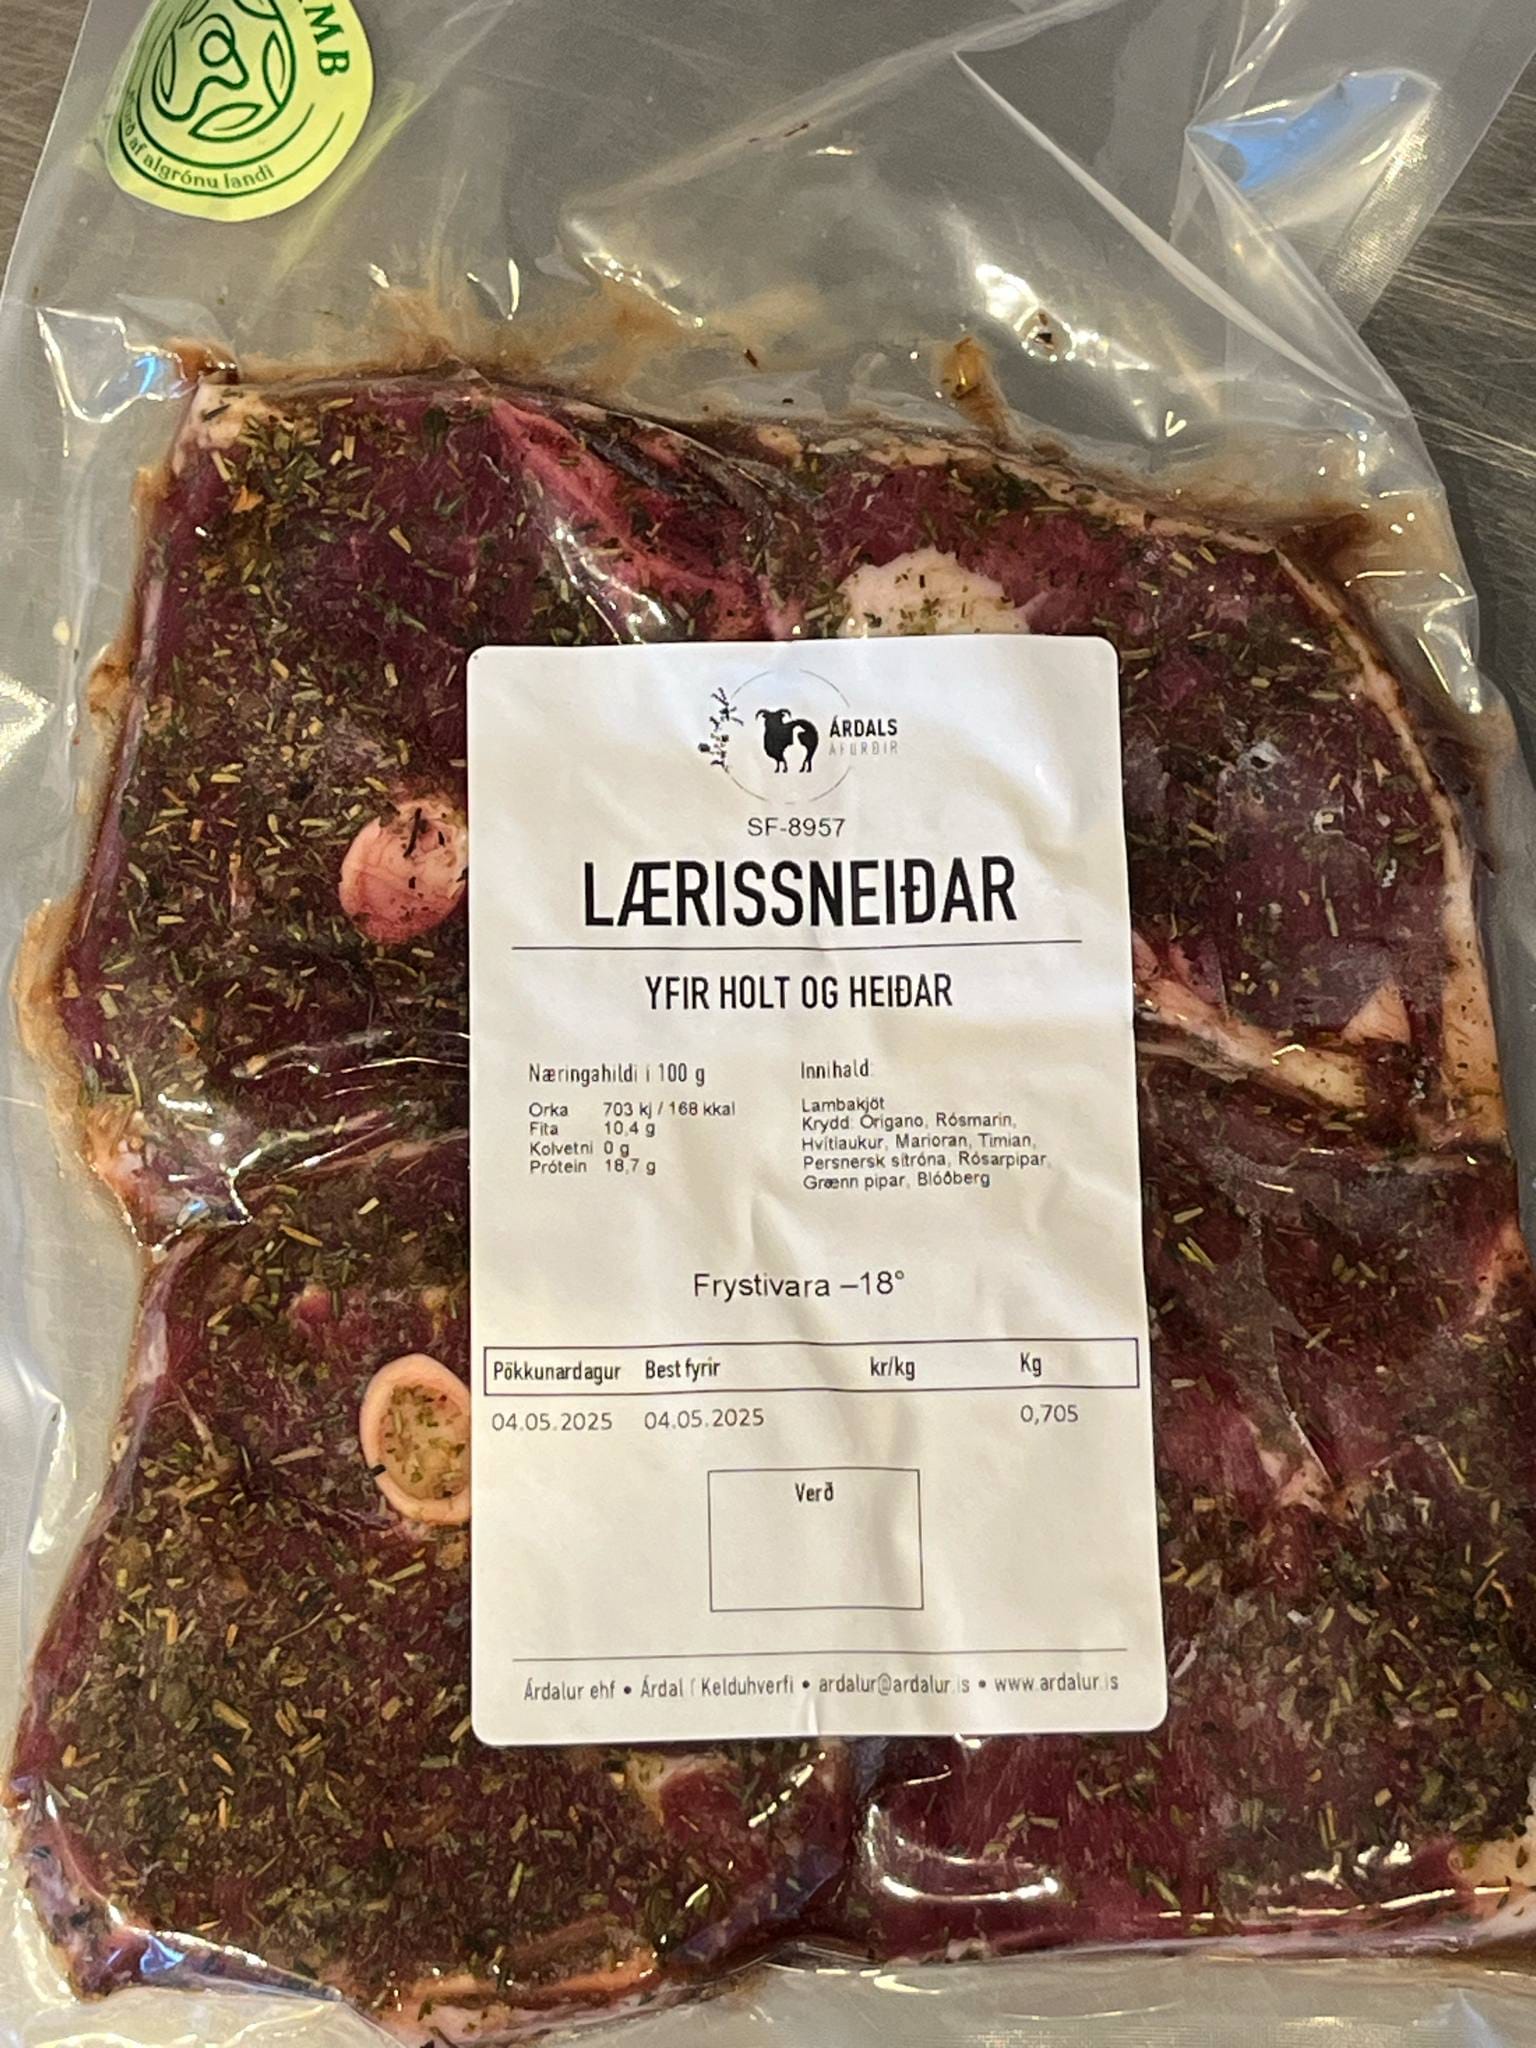 MB
af algrónu landi
ÁRDALS
AFURÐIR
SF-8957
LÆRISSNEIÐAR
YFIR HOLT OG HEIÐAR
Næringahildi í 100 g
Orka 703 kj / 168 kkal
Fita 10,4 g
Kolvetni 0 g
Prótein 18,7 g
Innihald:
Lambakjöt
Krydd: Origano, Rósmarin,
Hvítlaukur, Marioran, Timian,
Persnersk sítróna, Rósarpipar,
Grænn pipar, Blóðberg
Frystivara –18°
Pökkunardagur Best fyrir kr/kg Kg
04.05.2025 04.05.2025 0,705
Verð
Árdalur ehf • Árdal í Kelduhverfi • ardalur@ardalur.is • www.ardalur.is